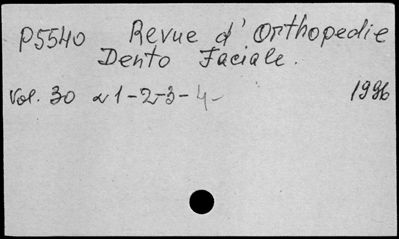 P5540 Revue d'Orthopedie
Dento Faciale.
Vol. 30 n 1-2-3-4- 1996